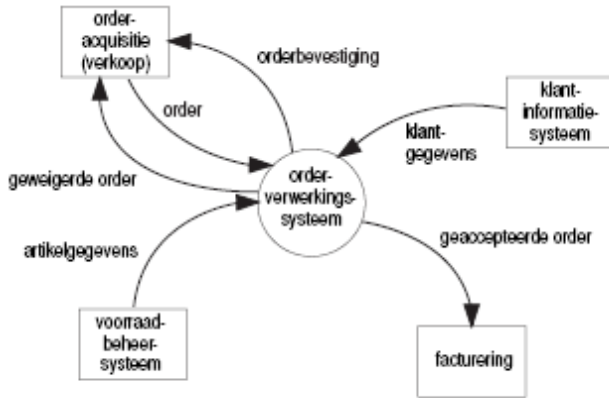 order-
acquisitie
(verkoop)
orderbevestiging
order
klant-
informatie-
systeem
klant-
gegevens
geweigerde order
order-
verwerkings-
systeem
artikelgegevens
geaccepteerde order
voorraad-
beheer-
systeem
facturering